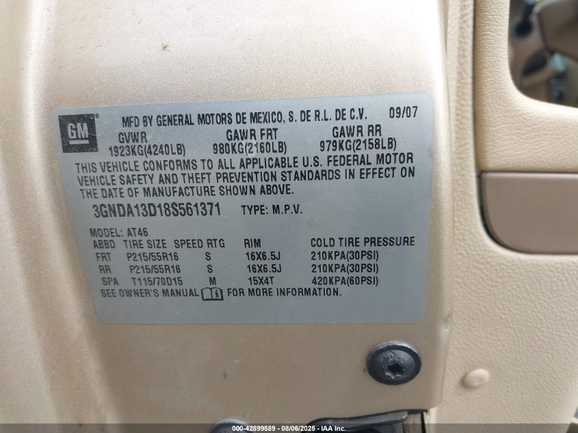 GM
MFD BY GENERAL MOTORS DE MEXICO, S. DE R.L. DE C.V. 09/07
GVWR GAWR FRT GAWR RR
1923KG(4240LB) 980KG(2160LB) 979KG(2158LB)
THIS VEHICLE CONFORMS TO ALL APPLICABLE U.S. FEDERAL MOTOR
VEHICLE SAFETY AND THEFT PREVENTION STANDARDS IN EFFECT ON
THE DATE OF MANUFACTURE SHOWN ABOVE.
3GNDA13D18S561371 TYPE: M.P.V.
MODEL: AT46
ABBD TIRE SIZE SPEED RTG RIM COLD TIRE PRESSURE
FRT P215/55R16 S 16X6.5J 210KPA(30PSI)
RR P215/55R16 S 16X6.5J 210KPA(30PSI)
SPA T115/70D15 M 15X4T 420KPA(60PSI)
SEE OWNER'S MANUAL FOR MORE INFORMATION.
000-42899889 | 08/06/2025 | IAA Inc.